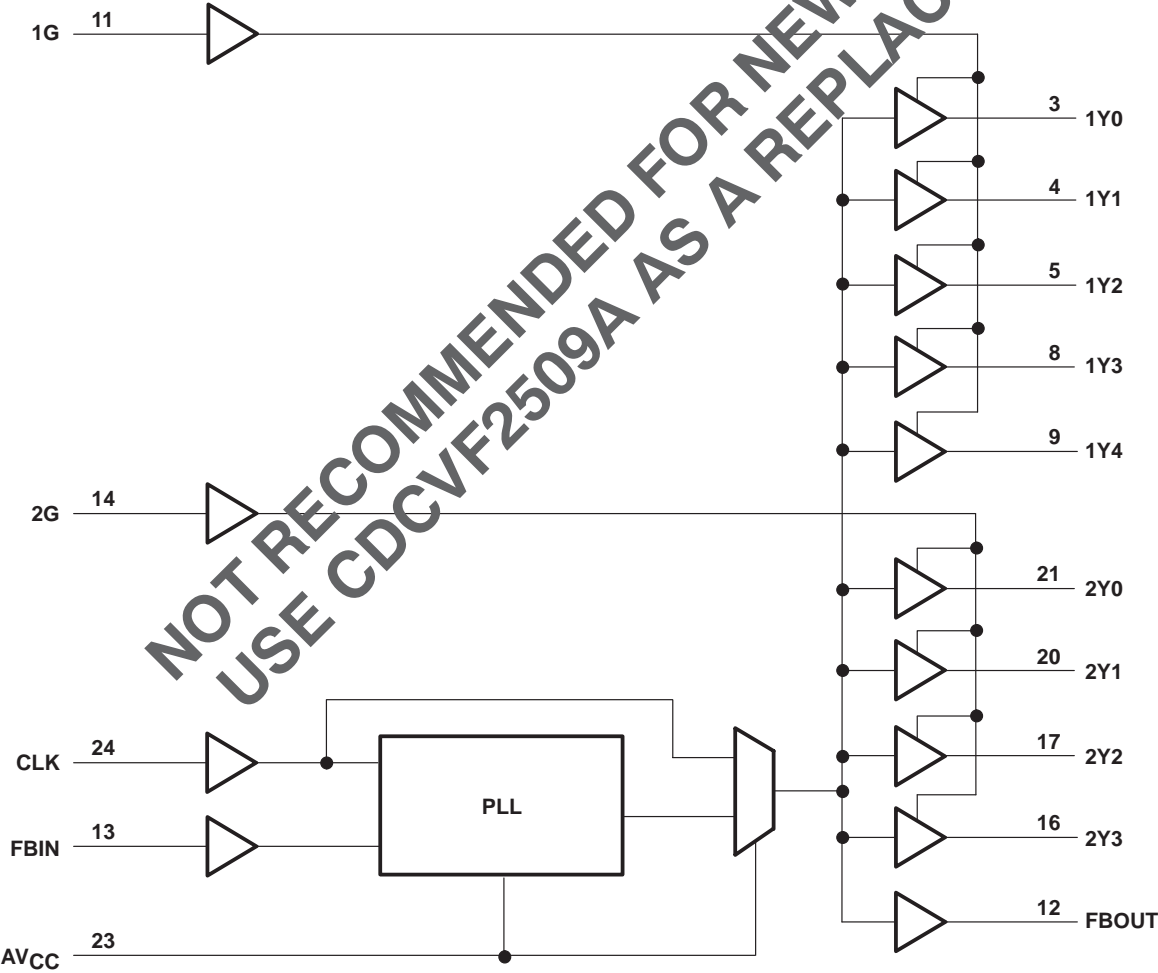 1G 11
3 1Y0
4 1Y1
5 1Y2
8 1Y3
9 1Y4
2G 14
21 2Y0
20 2Y1
17 2Y2
16 2Y3
12 FBOUT
CLK 24
FBIN 13
AVCC 23
PLL
NOT RECOMMENDED FOR NEW
USE CDCVF2509A AS A REPLAC